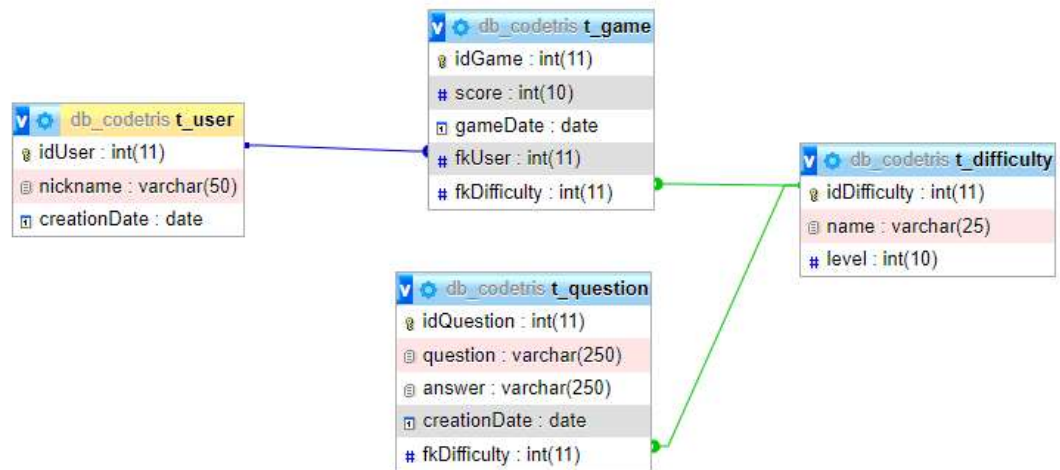 db_codetris t_user
idUser : int(11)
nickname : varchar(50)
creationDate : date
db_codetris t_game
idGame : int(11)
score : int(10)
gameDate : date
fkUser : int(11)
fkDifficulty : int(11)
db_codetris t_difficulty
idDifficulty : int(11)
name : varchar(25)
level : int(10)
db_codetris t_question
idQuestion : int(11)
question : varchar(250)
answer : varchar(250)
creationDate : date
fkDifficulty : int(11)